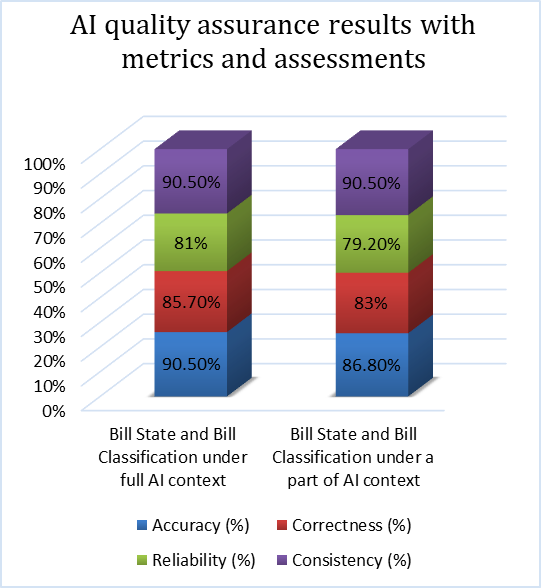 AI quality assurance results with
metrics and assessments
100%
90%
80%
70%
60%
50%
40%
30%
20%
10%
0%
90.50%
81%
85.70%
90.50%
90.50%
79.20%
83%
86.80%
Bill State and Bill
Classification under
full AI context
Bill State and Bill
Classification under a
part of AI context
Accuracy (%)
Correctness (%)
Reliability (%)
Consistency (%)